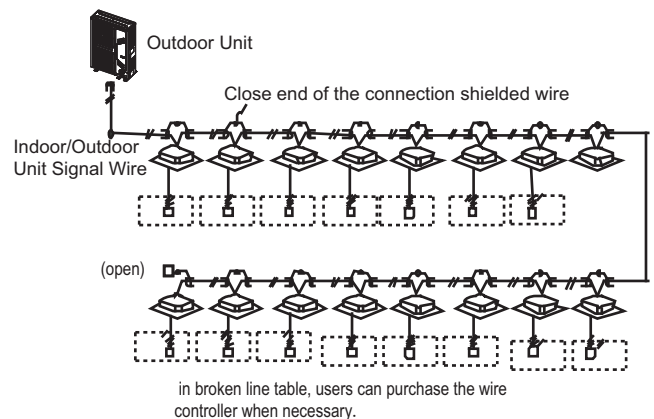 Outdoor Unit
Close end of the connection shielded wire
Indoor/Outdoor
Unit Signal Wire
(open)
in broken line table, users can purchase the wire
controller when necessary.